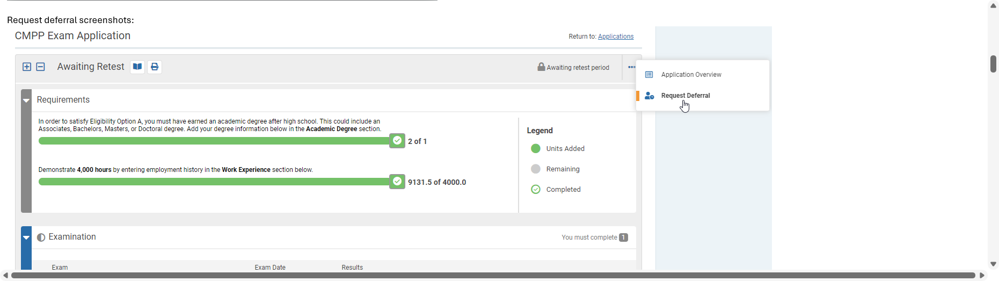 Request deferral screenshots:
CMPP Exam Application
Return to: Applications
Awaiting Retest
Awaiting retest period
Application Overview
Request Deferral
Requirements
In order to satisfy Eligibility Option A, you must have earned an academic degree after high school. This could include an
Associates, Bachelors, Masters, or Doctoral degree. Add your degree information below in the Academic Degree section.
2 of 1
Demonstrate 4,000 hours by entering employment history in the Work Experience section below.
9131.5 of 4000.0
Legend
Units Added
Remaining
Completed
Examination
You must complete 1
Exam
Exam Date
Results